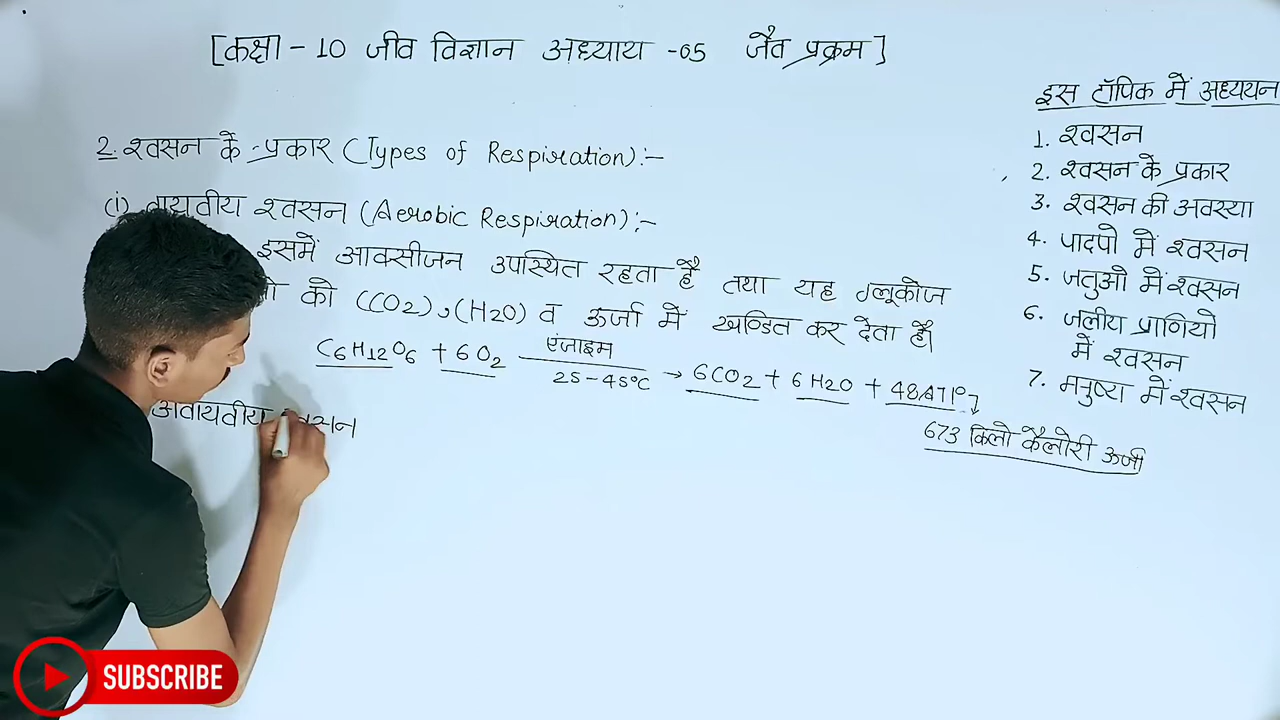 [कक्षा - 10 जीव विज्ञान अध्याय -05 जैव प्रक्रम]
2. श्वसन के प्रकार (Types of Respiration):-
(i) वायवीय श्वसन (Aerobic Respiration):-
इसमें आक्सीजन उपस्थित रहता है तथा यह ग्लूकोज
को (CO2),(H2O) व ऊर्जा में खण्डित कर देता है।
C6H12O6 + 6O2 एंजाइम 25-45°C → 6CO2 + 6H2O + 48ATP
673 किलो कैलोरी ऊर्जा
अवायवीय श्वसन
इस टॉपिक में अध्ययन
1. श्वसन
2. श्वसन के प्रकार
3. श्वसन की अवस्था
4. पादपो में श्वसन
5. जतुओ में श्वसन
6. जलीय प्राणियो
में श्वसन
7. मनुष्य में श्वसन
SUBSCRIBE